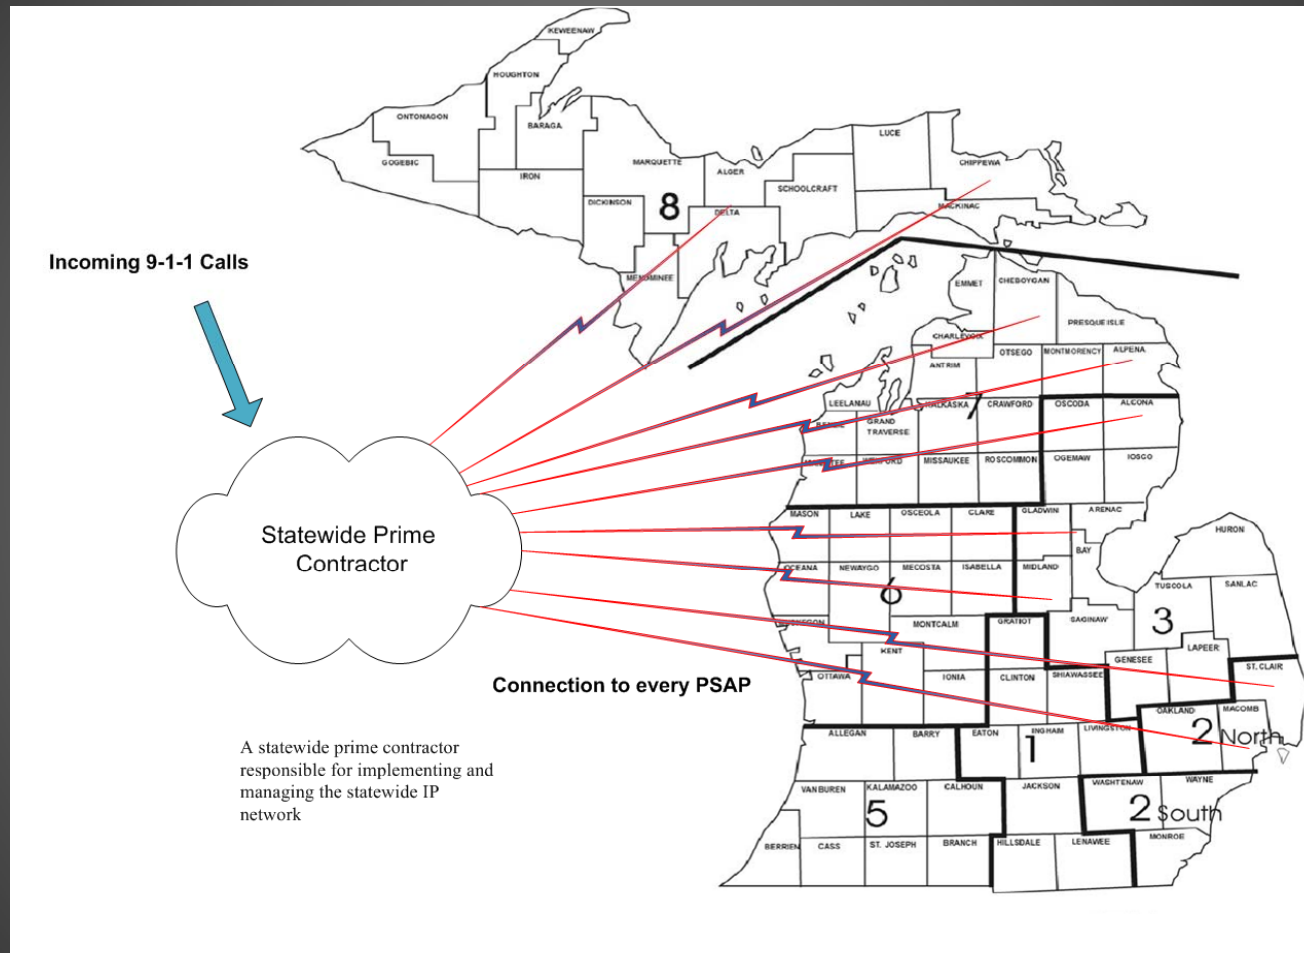 KEWEENAW
HOUGHTON
ONTONAGON
BARAGA
LUCE
GOGEBIC
MARQUETTE
CHIPPEWA
ALGER
IRON
SCHOOLCRAFT
DICKINSON
8
DELTA
MACKINAC
Incoming 9-1-1 Calls
MENOMINEE
EMMET
CHEBOYGAN
PRESQUE ISLE
CHARLEVOIX
OTSEGO
MONTMORENCY
ALPENA
ANTRIM
LEELANAU
KALKASKA
7
CRAWFORD
OSCODA
ALCONA
GRAND
TRAVERSE
MISSAUKEE
ROSCOMMON
OGEMAW
IOSCO
MASON
LAKE
OSCEOLA
CLARE
GLADWIN
ARENAC
HURON
Statewide Prime
Contractor
BAY
OCEANA
NEWAYGO
MECOSTA
ISABELLA
MIDLAND
TUSCOLA
SANLAC
6
3
MONTCALM
GRATIOT
SAGINAW
KENT
LAPEER
GENESEE
ST. CLAIR
OTTAWA
IONIA
CLINTON
SHIAWASSEE
Connection to every PSAP
OAKLAND
MACOMB
ALLEGAN
BARRY
EATON
INGHAM
LIVINGSTON
1
2 North
A statewide prime contractor
responsible for implementing and
managing the statewide IP
network
VAN BUREN
KALAMAZOO
CALHOUN
JACKSON
WASHTENAW
WAYNE
5
2 South
BERRIEN
CASS
ST. JOSEPH
BRANCH
HILLSDALE
LENAWEE
MONROE